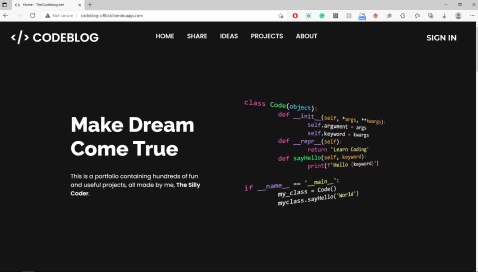 Home - TheCodeblog.net
Not secure | codeblog-official.herokuapp.com
</> CODEBLOG
HOME
SHARE
IDEAS
PROJECTS
ABOUT
SIGN IN
Make Dream
Come True
This is a portfolio containing hundreds of fun
and useful projects, all made by me, The Silly
Coder.
class Code(object):
def __init__(self, *args, **kwargs):
self.argument = args
self.keyword = kwargs
def __repr__(self):
return 'Learn Coding'
def sayHello(self, keyword):
print(f"Hello {keyword}")
if __name__ == "__main__":
my_class = Code()
myclass.sayHello('World')